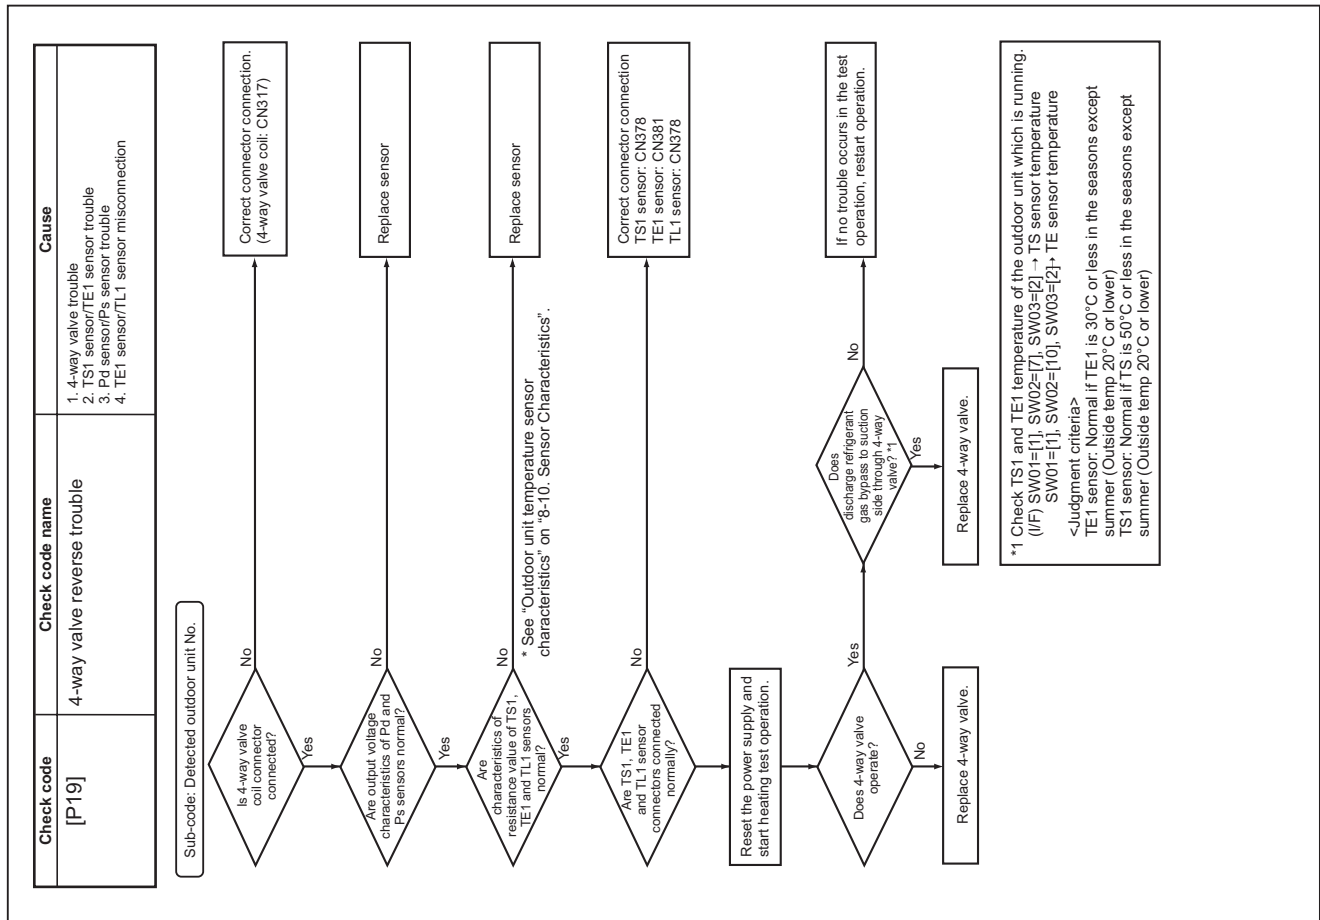 Check code
Check code name
Cause
[P19]
4-way valve reverse trouble
1. 4-way valve trouble
2. TS1 sensor/TE1 sensor trouble
3. Pd sensor/Ps sensor trouble
4. TE1 sensor/TL1 sensor misconnection
Sub-code: Detected outdoor unit No.
Is 4-way valve
coil connector
connected?
No
Correct connector connection.
(4-way valve coil: CN317)
Yes
Are output voltage
characteristics of Pd and
Ps sensors normal?
No
Replace sensor
Yes
Are
characteristics of
resistance value of TS1,
TE1 and TL1 sensors
normal?
No
Replace sensor
* See “Outdoor unit temperature sensor
characteristics” on “8-10. Sensor Characteristics”.
Yes
Are TS1, TE1
and TL1 sensor
connectors connected
normally?
No
Correct connector connection
TS1 sensor: CN378
TE1 sensor: CN381
TL1 sensor: CN378
Reset the power supply and
start heating test operation.
Does 4-way valve
operate?
Yes
No
Replace 4-way valve.
Does
discharge refrigerant
gas bypass to suction
side through 4-way
valve? *1
No
If no trouble occurs in the test
operation, restart operation.
Yes
Replace 4-way valve.
*1 Check TS1 and TE1 temperature of the outdoor unit which is running.
(I/F) SW01=[1], SW02=[7], SW03=[2] → TS sensor temperature
SW01=[1], SW02=[10], SW03=[2]→ TE sensor temperature
<Judgment criteria>
TE1 sensor: Normal if TE1 is 30°C or less in the seasons except
summer (Outside temp 20°C or lower)
TS1 sensor: Normal if TS is 50°C or less in the seasons except
summer (Outside temp 20°C or lower)